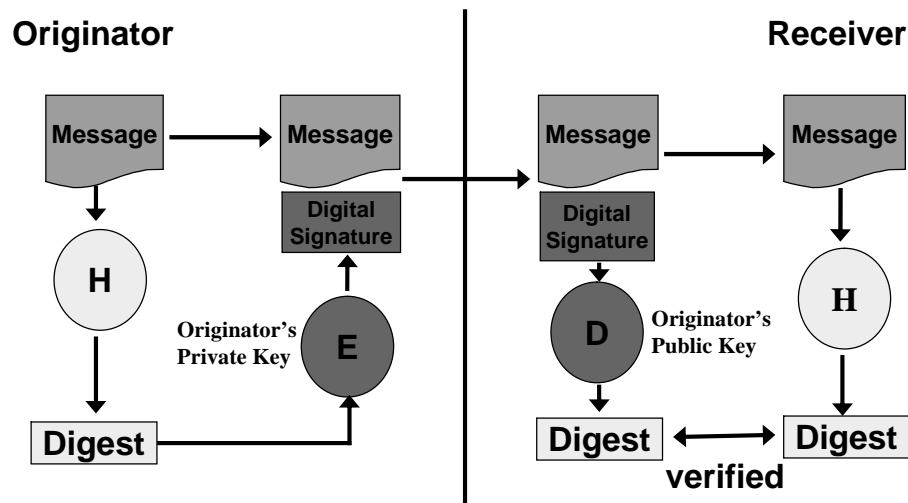 Originator
Receiver
Message
Message
Message
Message
Digital
Signature
Digital
Signature
H
H
Originator's
Private Key
E
D
Originator's
Public Key
Digest
Digest
Digest
verified